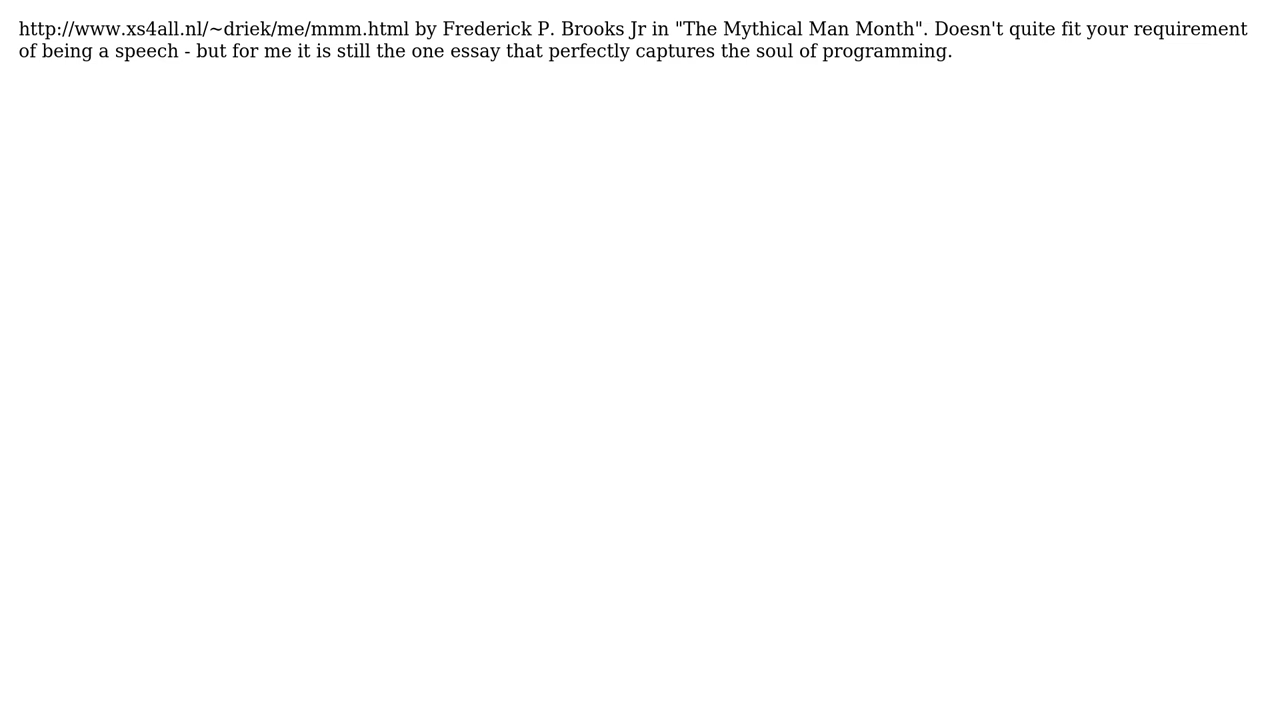 http://www.xs4all.nl/~driek/me/mmm.html by Frederick P. Brooks Jr in "The Mythical Man Month". Doesn't quite fit your requirement
of being a speech - but for me it is still the one essay that perfectly captures the soul of programming.